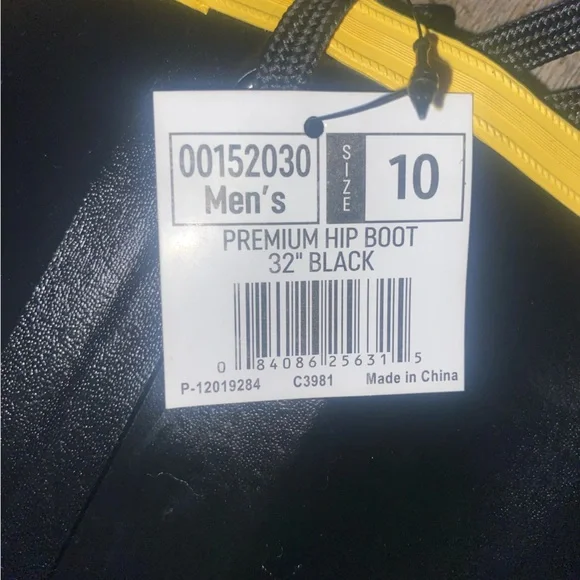 00152030
Men's
SIZE
10
PREMIUM HIP BOOT
32" BLACK
0 84086 25631 5
P-12019284 C3981 Made in China